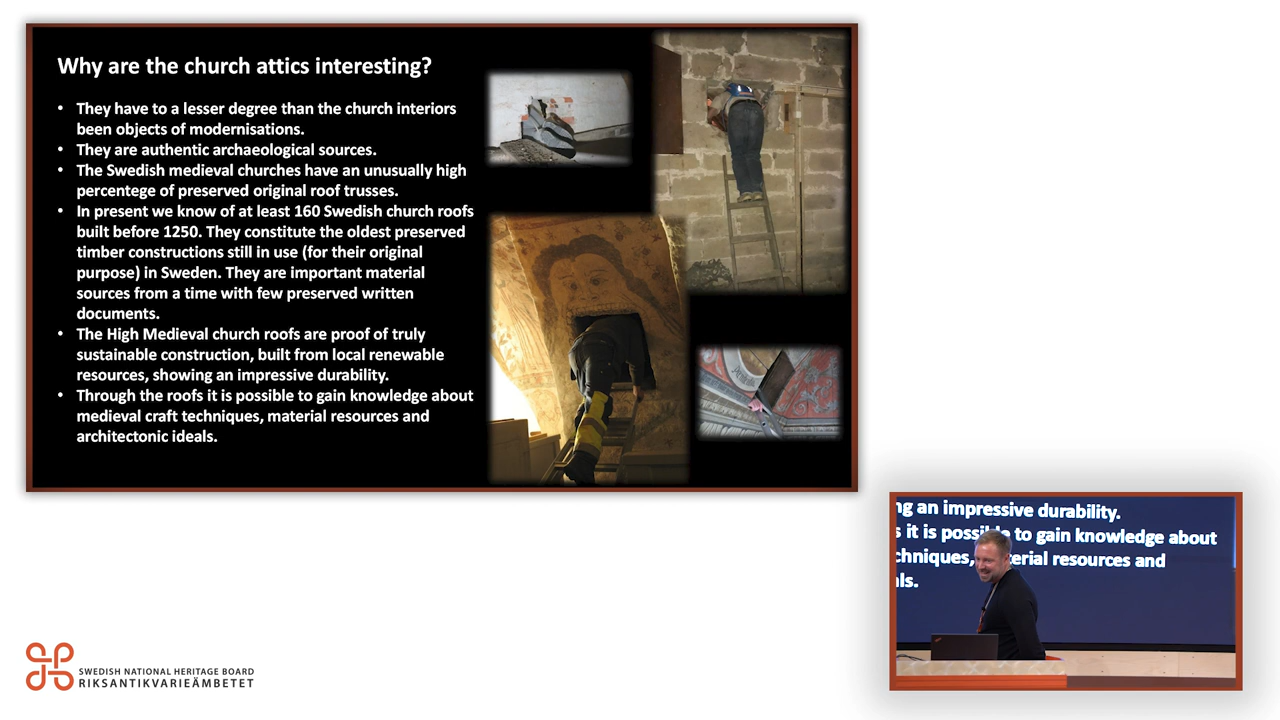 Why are the church attics interesting?
• They have to a lesser degree than the church interiors
been objects of modernisations.
• They are authentic archaeological sources.
• The Swedish medieval churches have an unusually high
percentege of preserved original roof trusses.
• In present we know of at least 160 Swedish church roofs
built before 1250. They constitute the oldest preserved
timber constructions still in use (for their original
purpose) in Sweden. They are important material
sources from a time with few preserved written
documents.
• The High Medieval church roofs are proof of truly
sustainable construction, built from local renewable
resources, showing an impressive durability.
• Through the roofs it is possible to gain knowledge about
medieval craft techniques, material resources and
architectonic ideals.
ng an impressive durability.
s it is possible to gain knowledge about
chniques, material resources and
als.
SWEDISH NATIONAL HERITAGE BOARD
RIKSANTIKVARIEÄMBETET